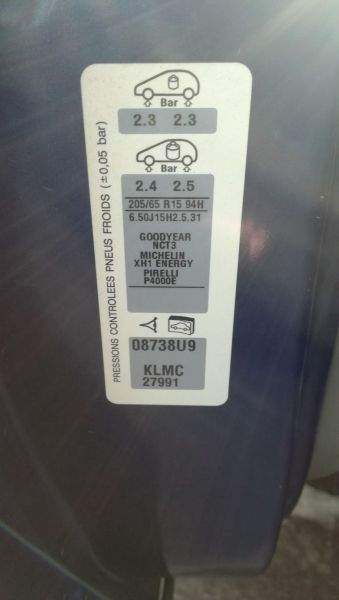 PRESSIONS CONTROLEES PNEUS FROIDS (±0,05 bar)
Bar
2.3 2.3
Bar
2.4 2.5
205/65 R15 94H
6.50J15H2.5.31
GOODYEAR
NCT3
MICHELIN
XH1 ENERGY
PIRELLI
P4000E
08738U9
KLMC
27991